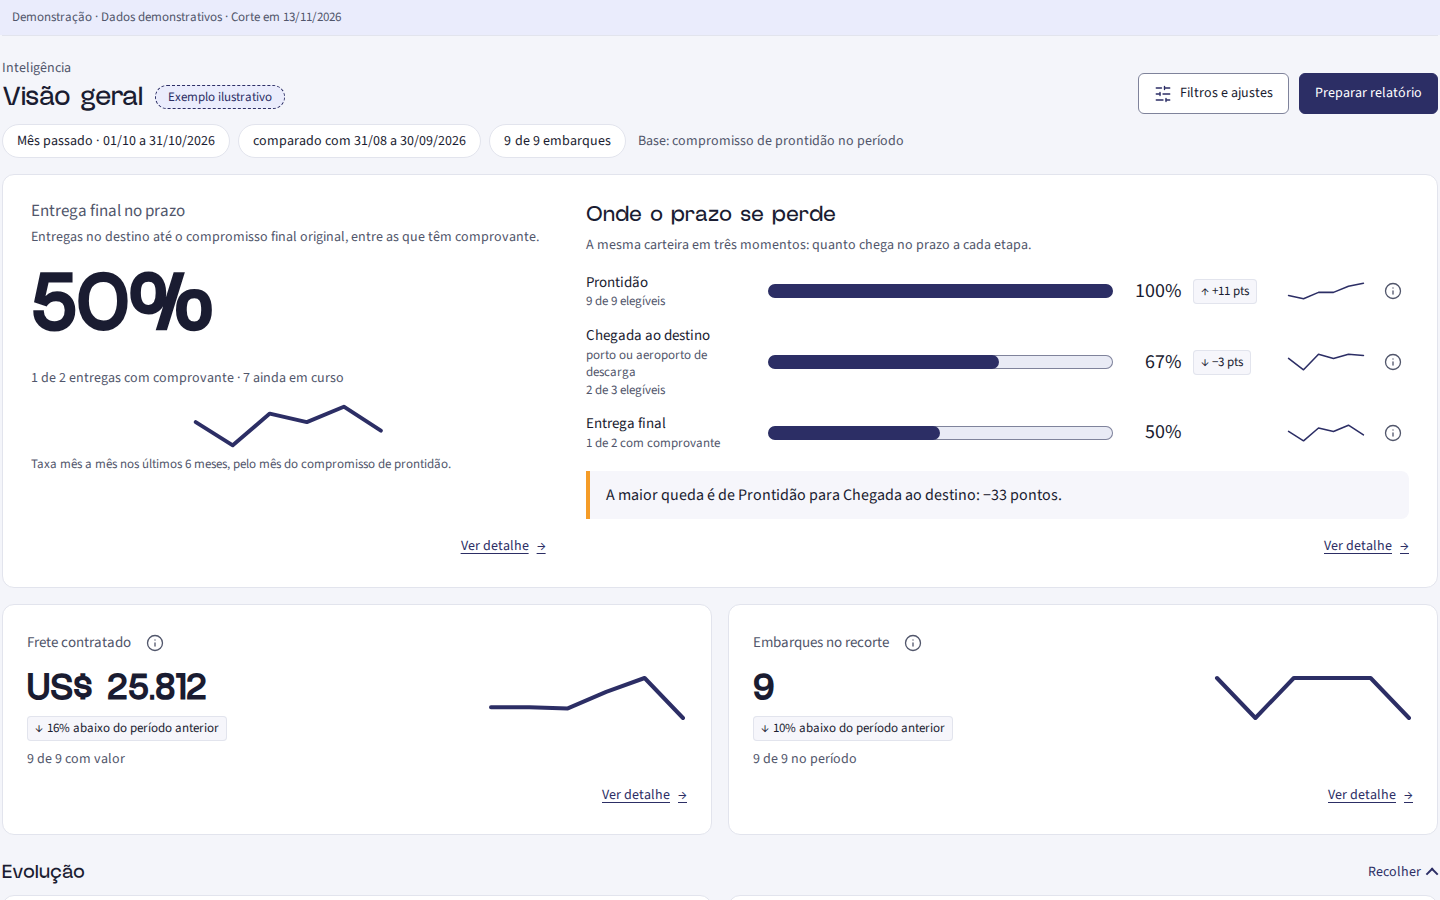 Demonstração · Dados demonstrativos · Corte em 13/11/2026
Inteligência
Visão geral
Exemplo ilustrativo
Filtros e ajustes
Preparar relatório
Mês passado · 01/10 a 31/10/2026
comparado com 31/08 a 30/09/2026
9 de 9 embarques
Base: compromisso de prontidão no período
Entrega final no prazo
Entregas no destino até o compromisso final original, entre as que têm comprovante.
50%
1 de 2 entregas com comprovante · 7 ainda em curso
Taxa mês a mês nos últimos 6 meses, pelo mês do compromisso de prontidão.
Ver detalhe →
Onde o prazo se perde
A mesma carteira em três momentos: quanto chega no prazo a cada etapa.
Prontidão
9 de 9 elegíveis
100%
↑ +11 pts
Chegada ao destino
porto ou aeroporto de
descarga
2 de 3 elegíveis
67%
↓ −3 pts
Entrega final
1 de 2 com comprovante
50%
A maior queda é de Prontidão para Chegada ao destino: −33 pontos.
Ver detalhe →
Frete contratado
US$ 25.812
↓ 16% abaixo do período anterior
9 de 9 com valor
Ver detalhe →
Embarques no recorte
9
↓ 10% abaixo do período anterior
9 de 9 no período
Ver detalhe →
Evolução
Recolher